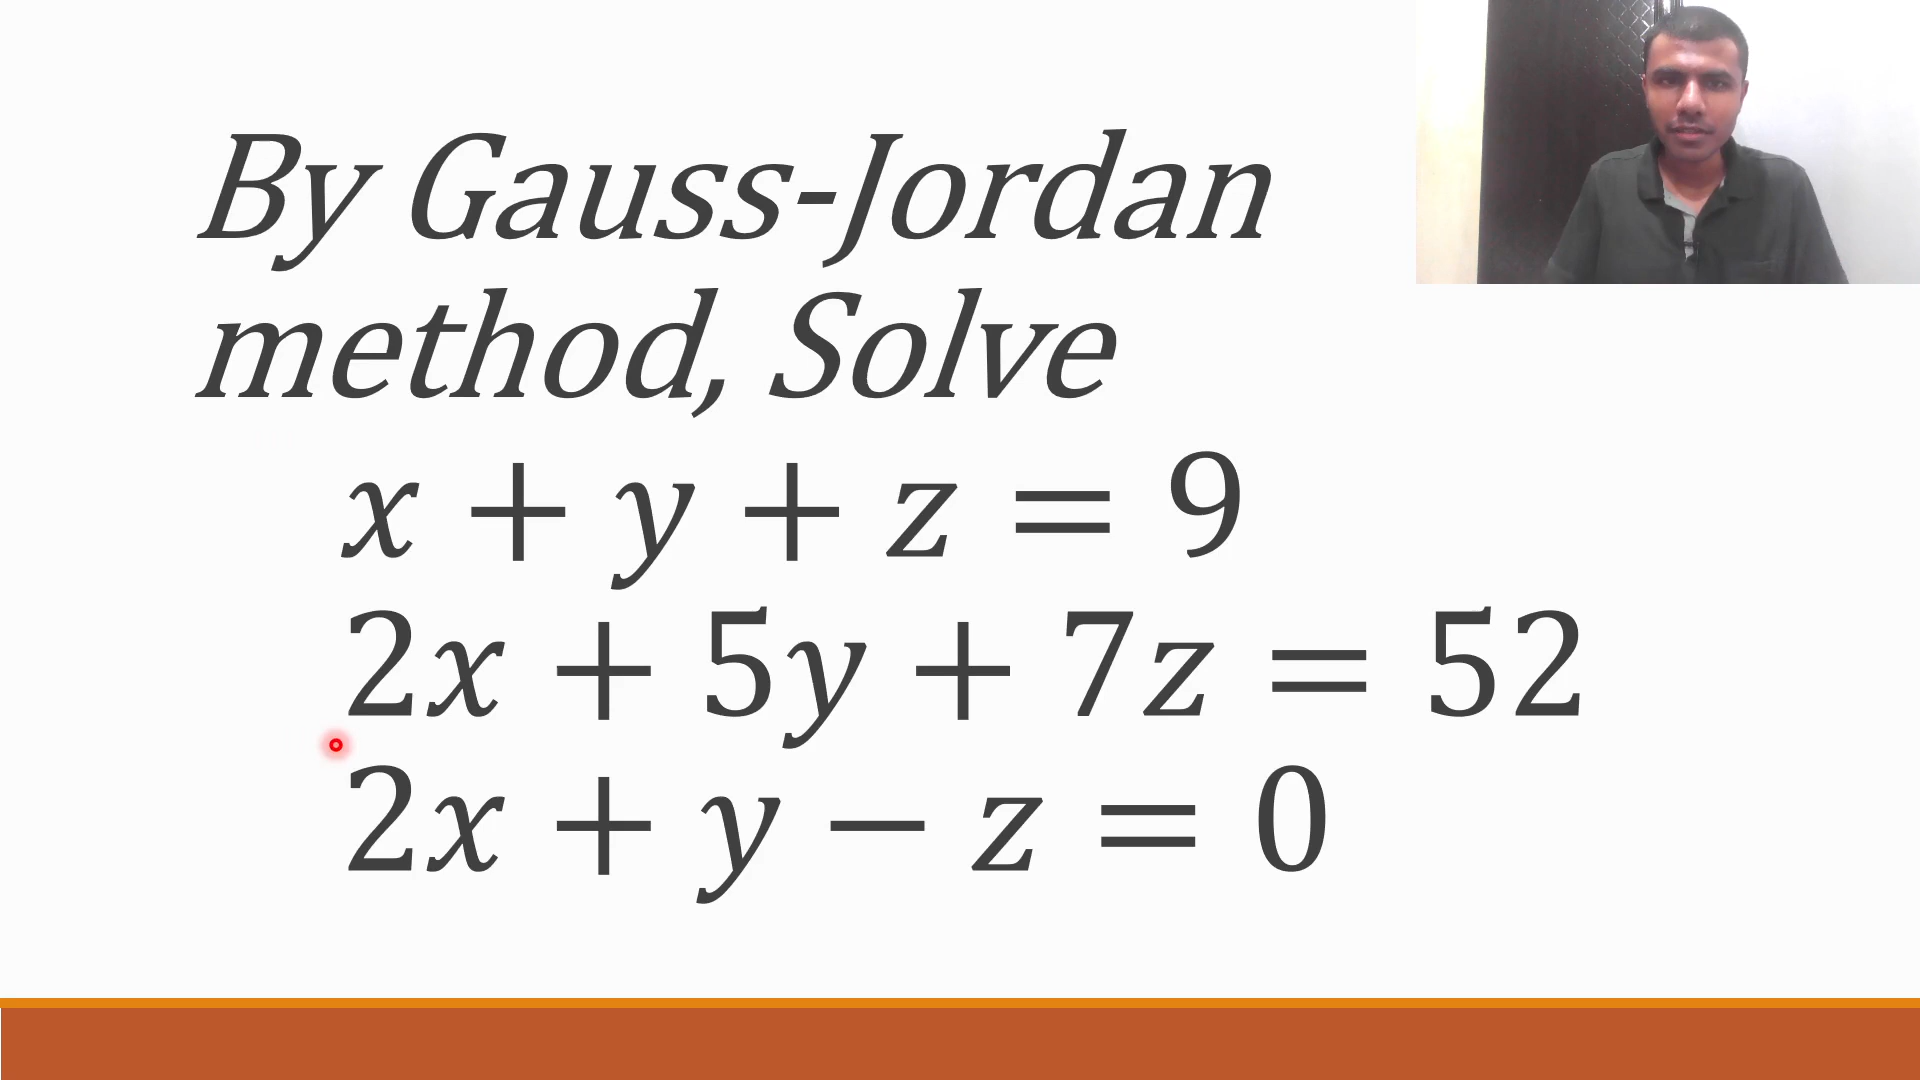 By Gauss-Jordan
method, Solve
x + y + z = 9
2x + 5y + 7z = 52
2x + y − z = 0